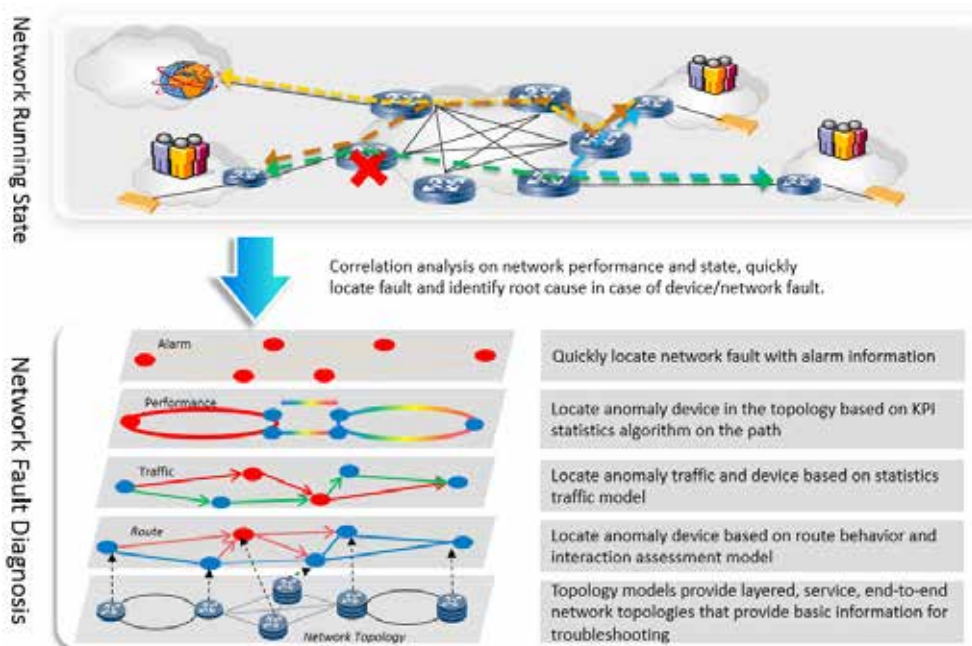 Network Running State
Correlation analysis on network performance and state, quickly
locate fault and identify root cause in case of device/network fault.
Network Fault Diagnosis
Alarm
Quickly locate network fault with alarm information
Performance
Locate anomaly device in the topology based on KPI
statistics algorithm on the path
Traffic
Locate anomaly traffic and device based on statistics
traffic model
Route
Locate anomaly device based on route behavior and
interaction assessment model
Network Topology
Topology models provide layered, service, end-to-end
network topologies that provide basic information for
troubleshooting